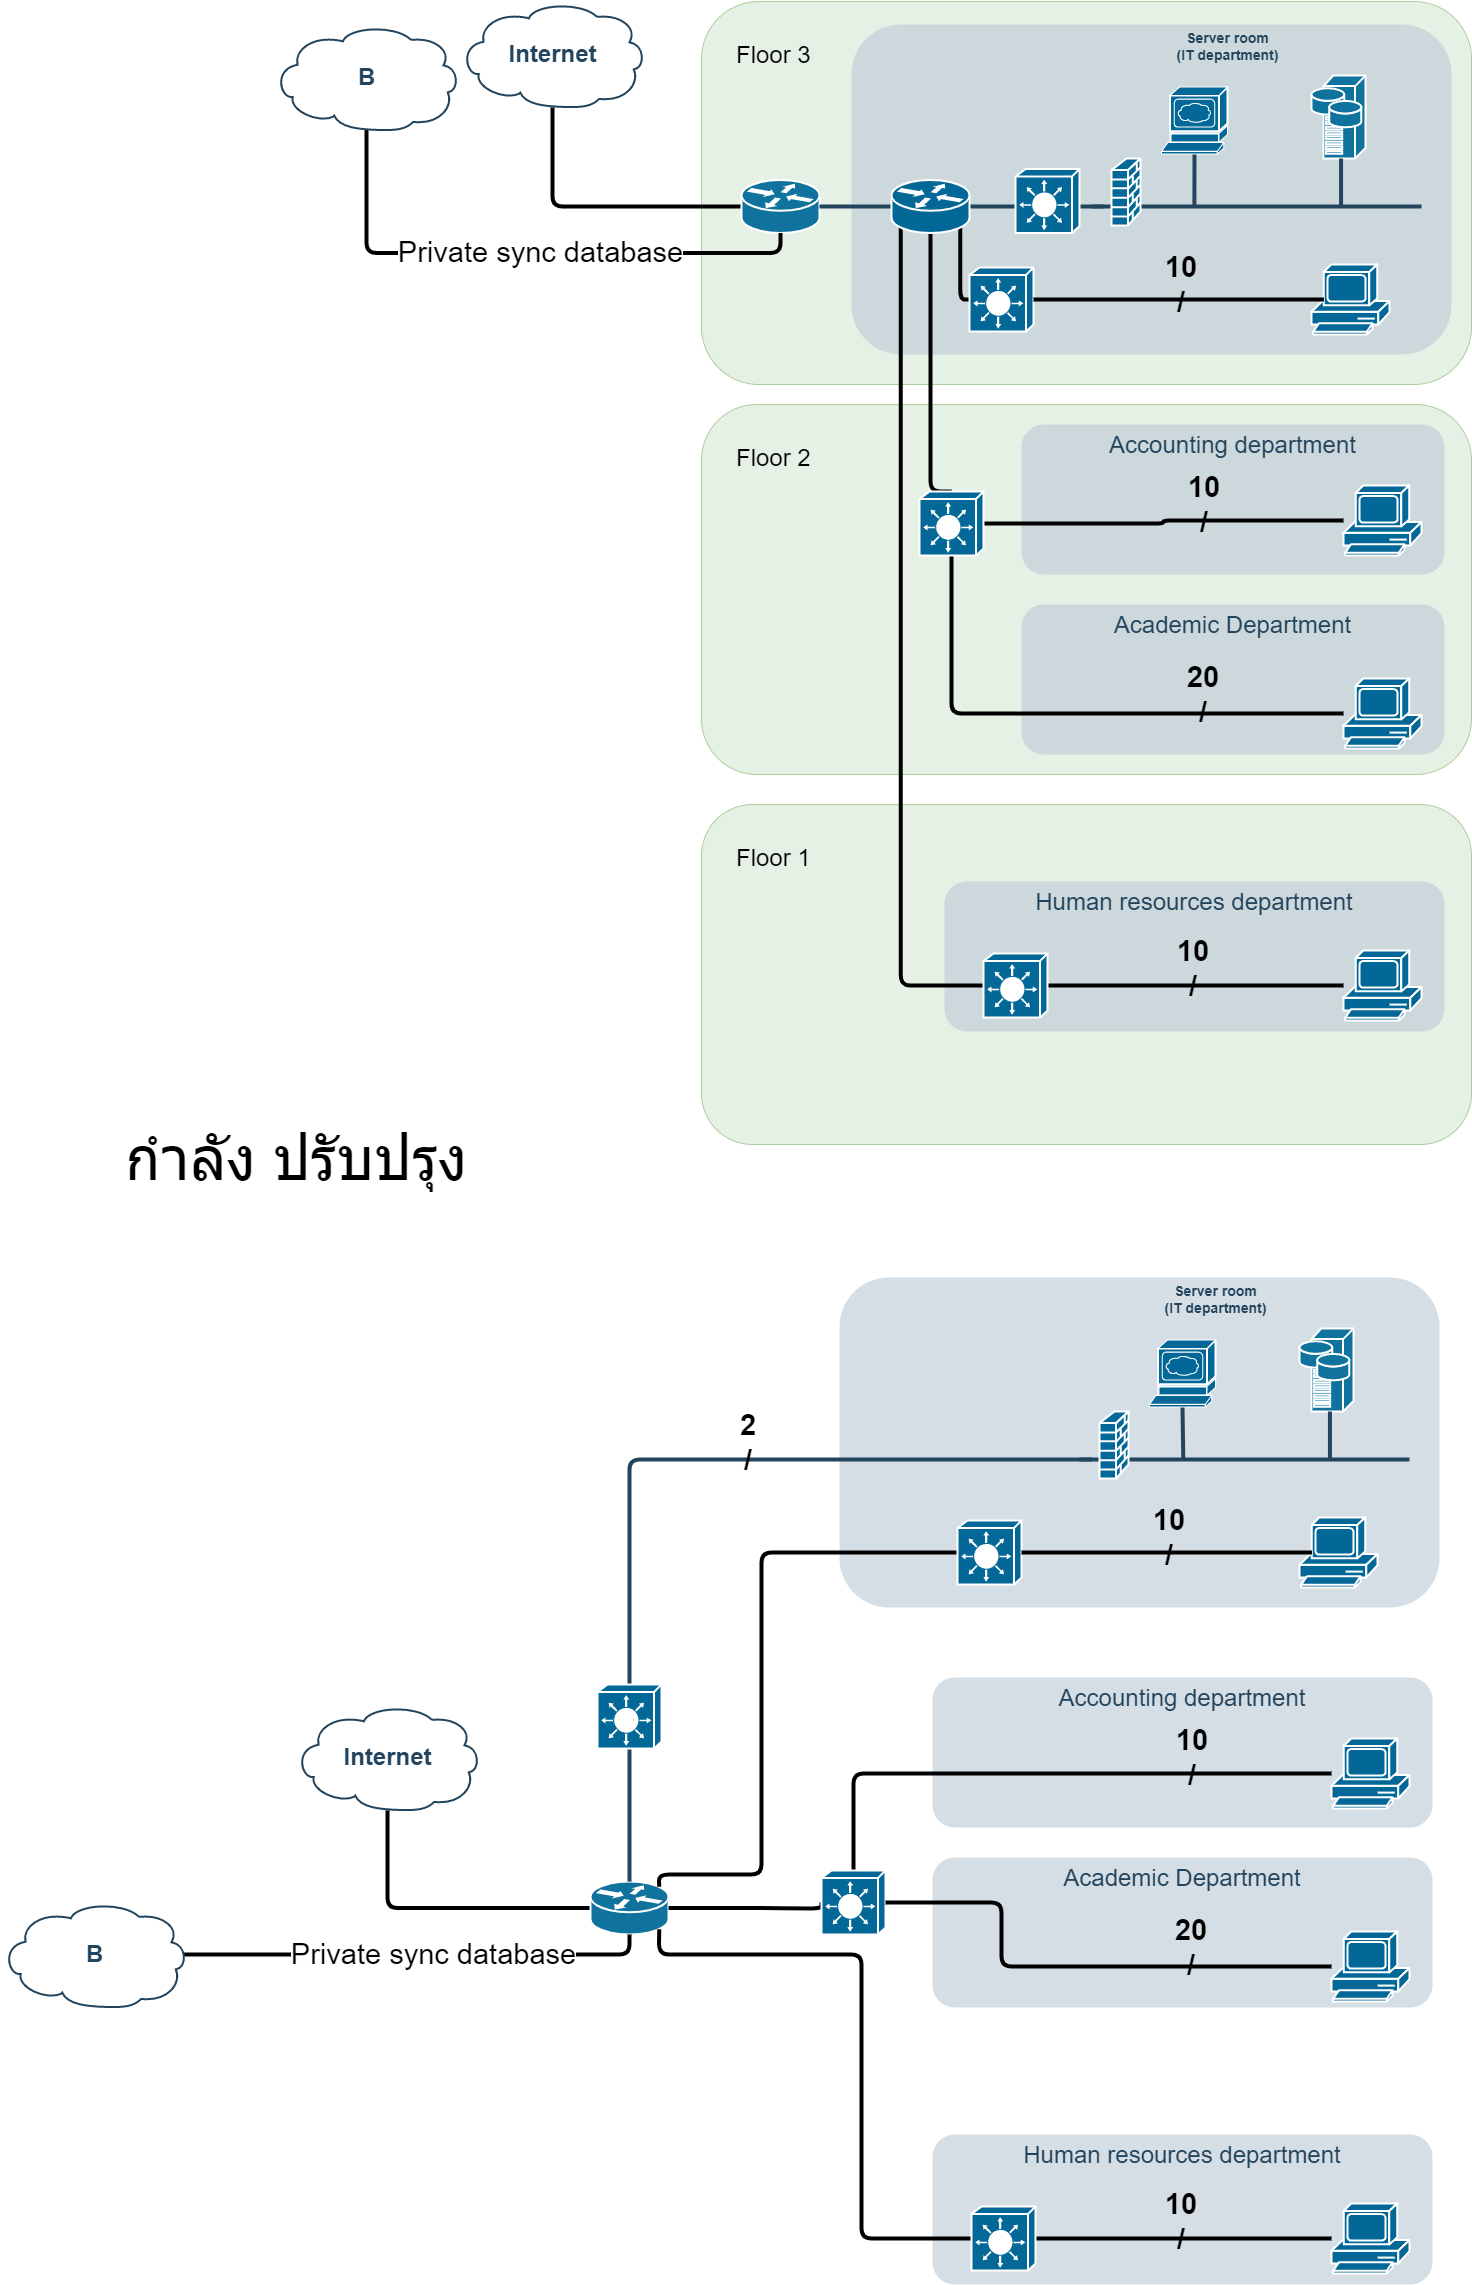 B
Internet
Floor 3
Server room
(IT department)
Private sync database
10
Floor 2
Accounting department
10
Academic Department
20
Floor 1
Human resources department
10
กำลัง ปรับปรุง
Server room
(IT department)
2
10
Accounting department
10
Internet
Academic Department
20
B
Private sync database
Human resources department
10